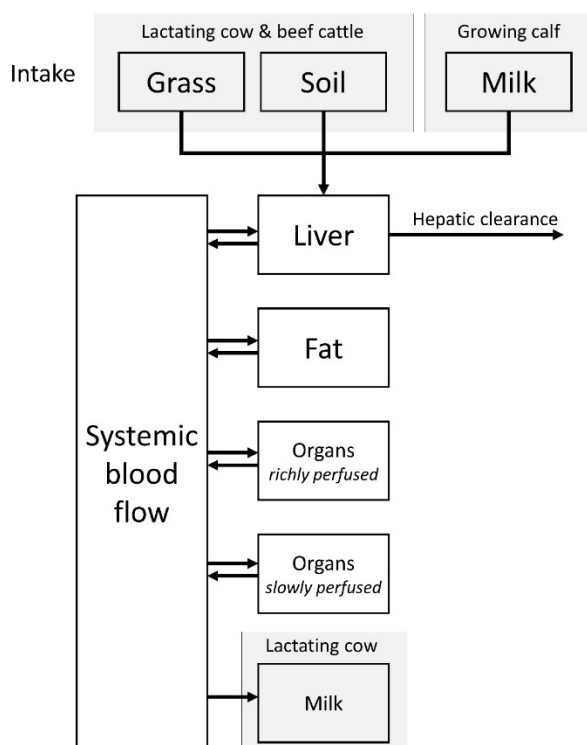 Lactating cow & beef cattle
Growing calf
Intake
Grass
Soil
Milk
Liver
Hepatic clearance
Fat
Systemic
blood
flow
Organs
richly perfused
Organs
slowly perfused
Lactating cow
Milk